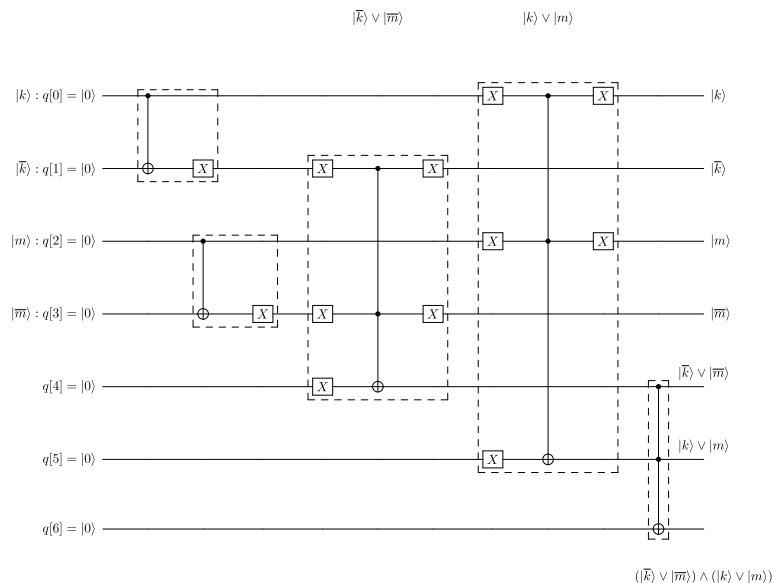 |k̅⟩ ∨ |m̅⟩ |k⟩ ∨ |m⟩
|k⟩ : q[0] = |0⟩ X X |k⟩
|k̅⟩ : q[1] = |0⟩ X X X |k̅⟩
|m⟩ : q[2] = |0⟩ X X |m⟩
|m̅⟩ : q[3] = |0⟩ X X X |m̅⟩
|k̅⟩ ∨ |m̅⟩
q[4] = |0⟩ X
|k⟩ ∨ |m⟩
q[5] = |0⟩ X
q[6] = |0⟩
(|k̅⟩ ∨ |m̅⟩) ∧ (|k⟩ ∨ |m⟩)